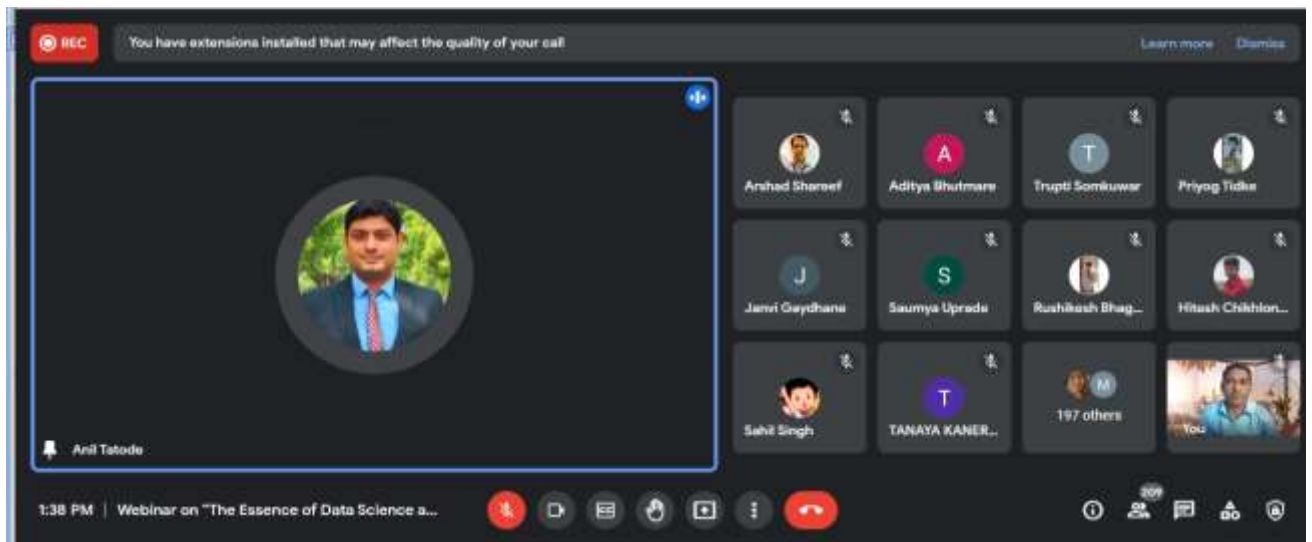 REC You have extensions installed that may affect the quality of your call Learn more Dismiss
Arshad Shareef Aditya Bhutmare Trupti Somkuwar Priyog Tidke
J S
Janvi Gaydhane Saumya Uprade Rushikesh Bhag... Hitesh Chikhlon...
A T
T M
197 others
Sahil Singh TANAYA KANER... You
Anil Tatode
209
1:38 PM | Webinar on "The Essence of Data Science a...